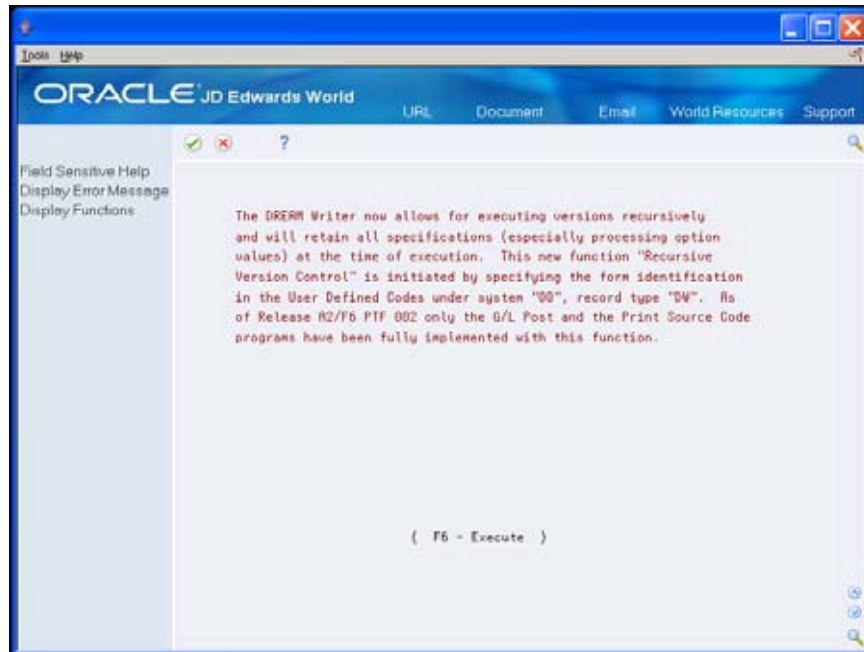 Tools Help
ORACLE JD Edwards World
URL Document Email World Resources Support
?
Field Sensitive Help
Display Error Message
Display Functions
The DREAM Writer now allows for executing versions recursively
and will retain all specifications (especially processing option
values) at the time of execution. This new function "Recursive
Version Control" is initiated by specifying the form identification
in the User Defined Codes under system "00", record type "DW". As
of Release A2/F6 PTF 002 only the G/L Post and the Print Source Code
programs have been fully implemented with this function.
( F6 - Execute )